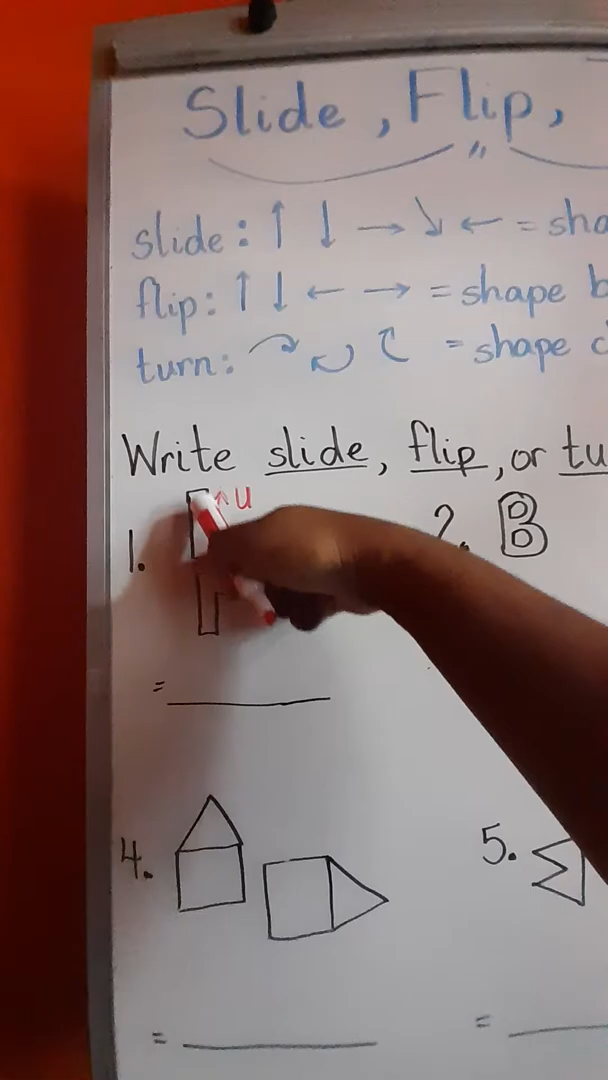 Slide, Flip,
slide: ↑ ↓ → ↘ ← = sha
flip: ↑ ↓ ← → = shape b
turn: = shape c
Write slide, flip, or tu
1. ↑ u 2. B
= 
4. 5.
= =